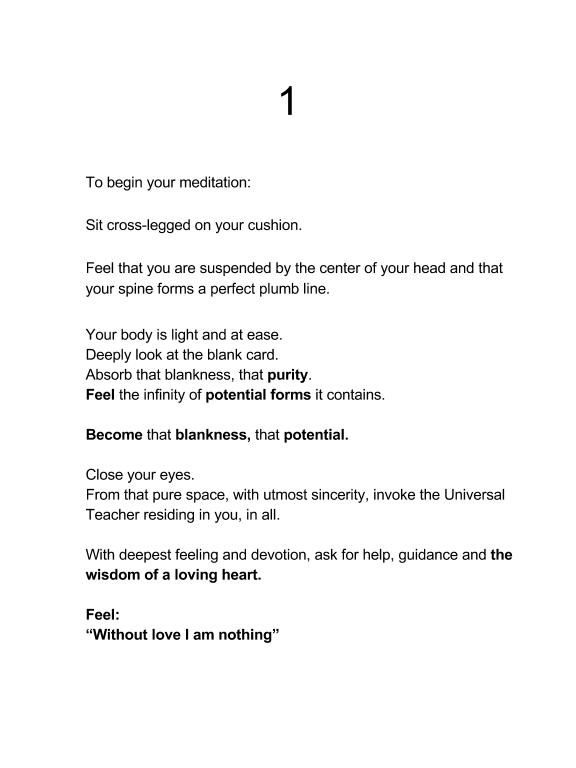 1
To begin your meditation:
Sit cross-legged on your cushion.
Feel that you are suspended by the center of your head and that
your spine forms a perfect plumb line.
Your body is light and at ease.
Deeply look at the blank card.
Absorb that blankness, that purity.
Feel the infinity of potential forms it contains.
Become that blankness, that potential.
Close your eyes.
From that pure space, with utmost sincerity, invoke the Universal
Teacher residing in you, in all.
With deepest feeling and devotion, ask for help, guidance and the
wisdom of a loving heart.
Feel:
“Without love I am nothing”